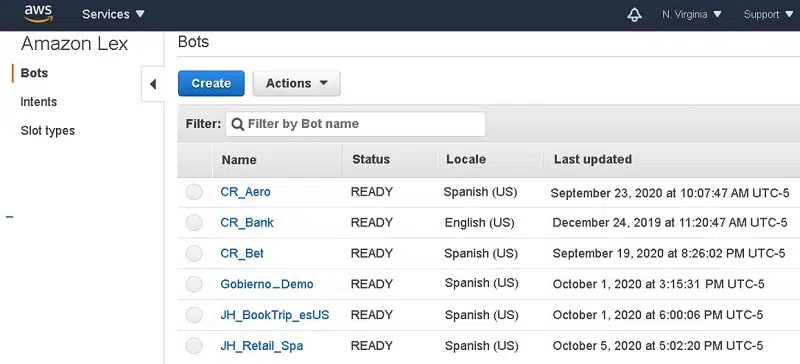 aws Services N. Virginia Support
Amazon Lex
Bots
Intents
Slot types
Bots
Create Actions
Filter: Filter by Bot name
Name Status Locale Last updated
CR_Aero READY Spanish (US) September 23, 2020 at 10:07:47 AM UTC-5
CR_Bank READY English (US) December 24, 2019 at 11:20:47 AM UTC-5
CR_Bet READY Spanish (US) September 19, 2020 at 8:26:02 PM UTC-5
Gobierno_Demo READY Spanish (US) October 1, 2020 at 3:15:31 PM UTC-5
JH_BookTrip_esUS READY Spanish (US) October 1, 2020 at 6:00:06 PM UTC-5
JH_Retail_Spa READY Spanish (US) October 5, 2020 at 5:02:20 PM UTC-5